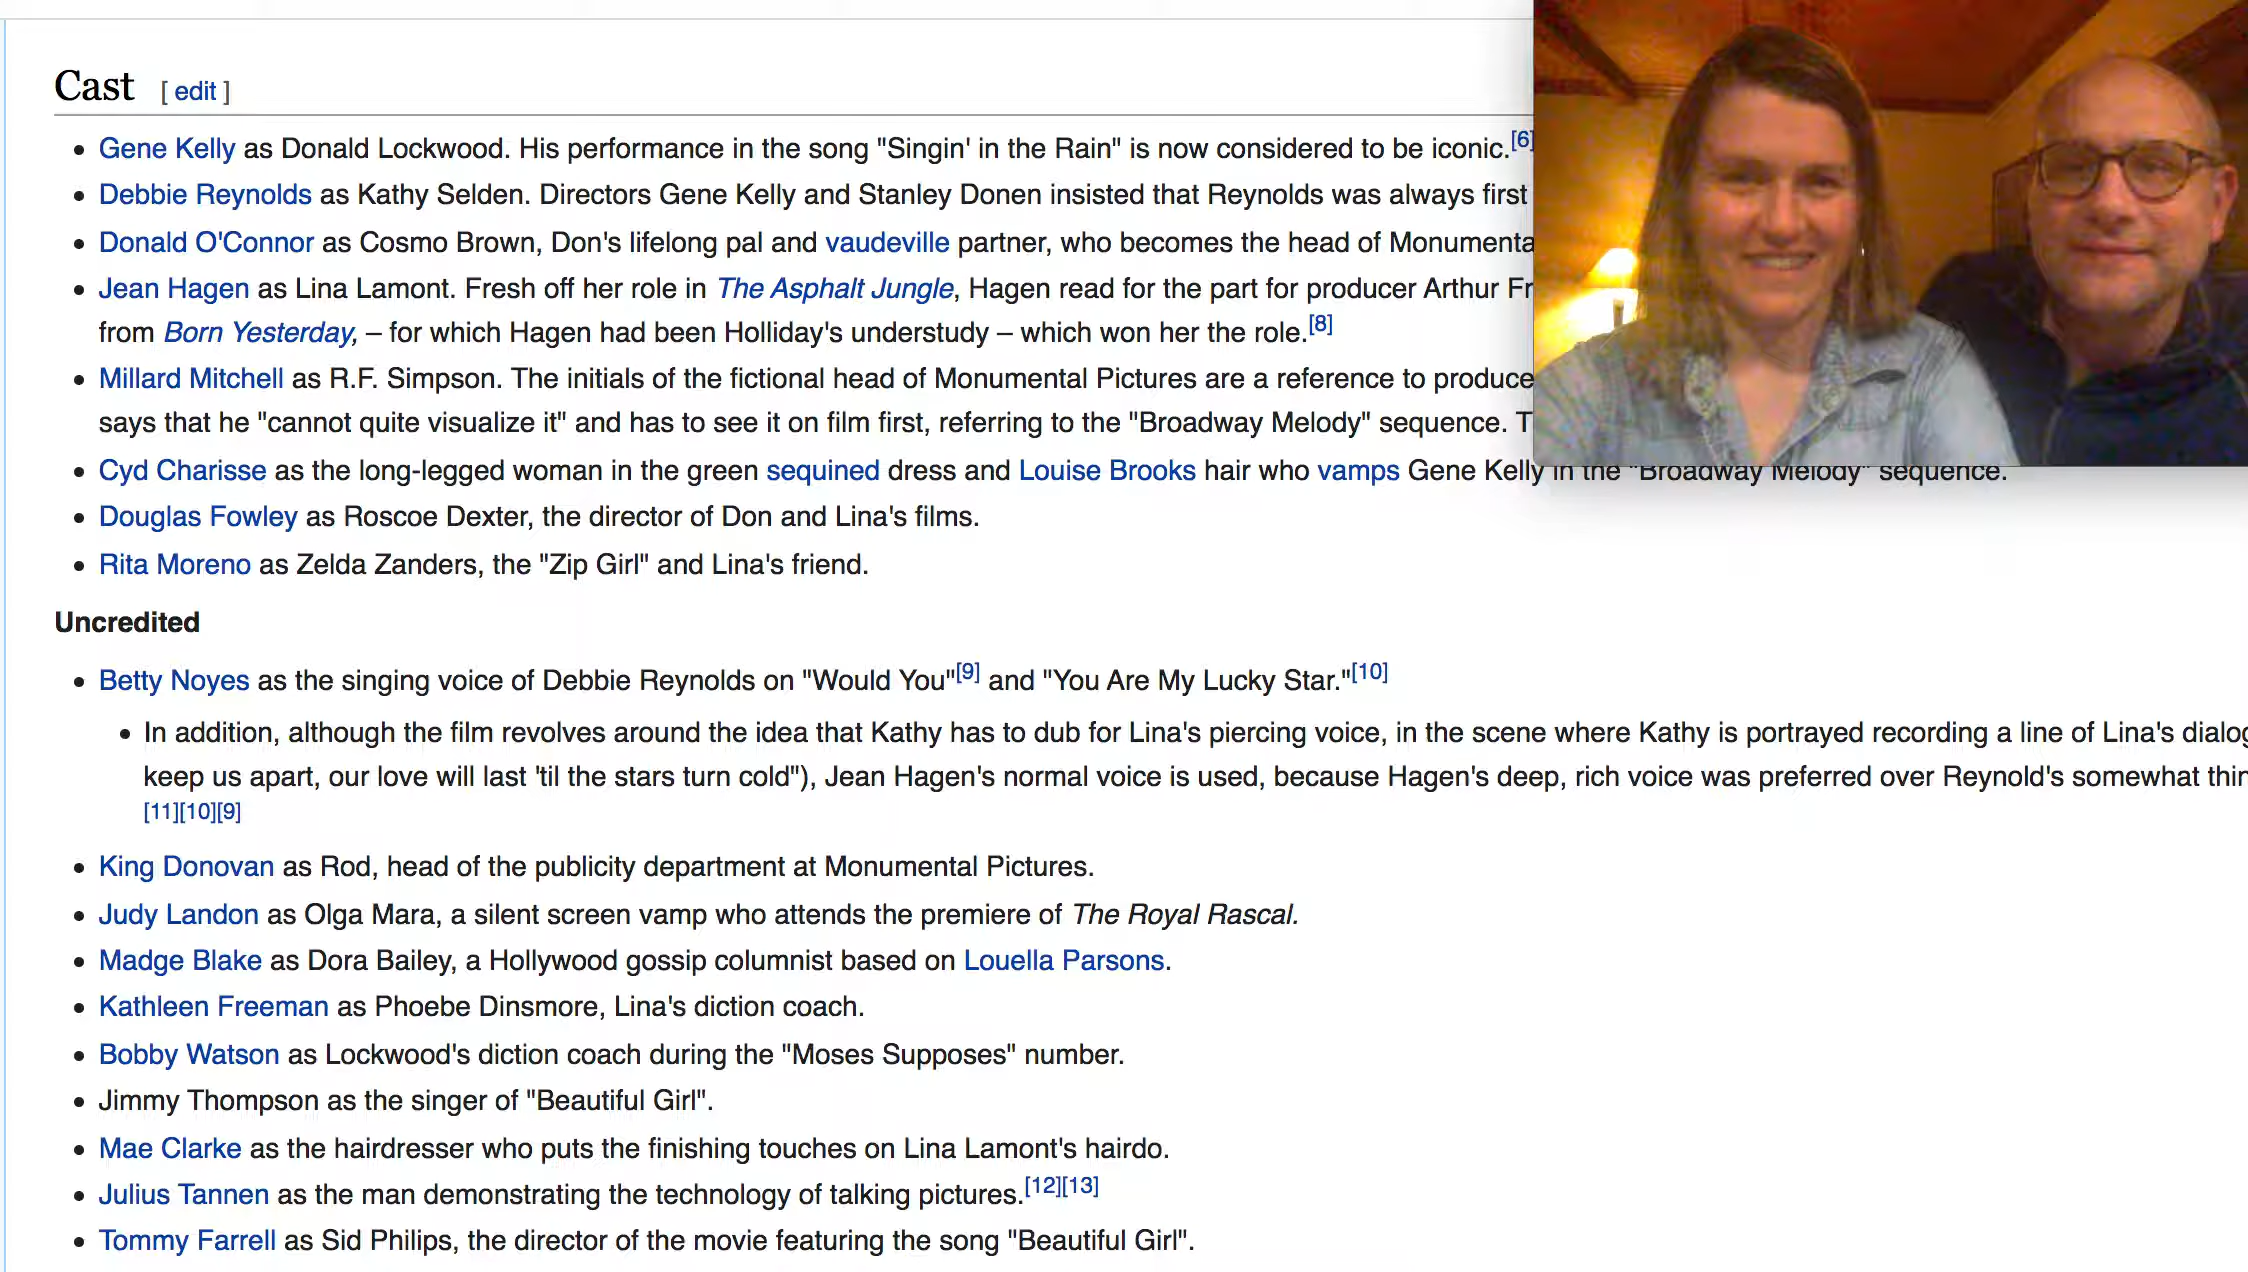 Cast [ edit ]
• Gene Kelly as Donald Lockwood. His performance in the song "Singin' in the Rain" is now considered to be iconic.[6]
• Debbie Reynolds as Kathy Selden. Directors Gene Kelly and Stanley Donen insisted that Reynolds was always first
• Donald O'Connor as Cosmo Brown, Don's lifelong pal and vaudeville partner, who becomes the head of Monumenta
• Jean Hagen as Lina Lamont. Fresh off her role in The Asphalt Jungle, Hagen read for the part for producer Arthur Fr
from Born Yesterday, – for which Hagen had been Holliday's understudy – which won her the role.[8]
• Millard Mitchell as R.F. Simpson. The initials of the fictional head of Monumental Pictures are a reference to produce
says that he "cannot quite visualize it" and has to see it on film first, referring to the "Broadway Melody" sequence. T
• Cyd Charisse as the long-legged woman in the green sequined dress and Louise Brooks hair who vamps Gene Kelly in the "Broadway Melody" sequence.
• Douglas Fowley as Roscoe Dexter, the director of Don and Lina's films.
• Rita Moreno as Zelda Zanders, the "Zip Girl" and Lina's friend.
Uncredited
• Betty Noyes as the singing voice of Debbie Reynolds on "Would You"[9] and "You Are My Lucky Star."[10]
• In addition, although the film revolves around the idea that Kathy has to dub for Lina's piercing voice, in the scene where Kathy is portrayed recording a line of Lina's dialog
keep us apart, our love will last 'til the stars turn cold"), Jean Hagen's normal voice is used, because Hagen's deep, rich voice was preferred over Reynold's somewhat thin
[11][10][9]
• King Donovan as Rod, head of the publicity department at Monumental Pictures.
• Judy Landon as Olga Mara, a silent screen vamp who attends the premiere of The Royal Rascal.
• Madge Blake as Dora Bailey, a Hollywood gossip columnist based on Louella Parsons.
• Kathleen Freeman as Phoebe Dinsmore, Lina's diction coach.
• Bobby Watson as Lockwood's diction coach during the "Moses Supposes" number.
• Jimmy Thompson as the singer of "Beautiful Girl".
• Mae Clarke as the hairdresser who puts the finishing touches on Lina Lamont's hairdo.
• Julius Tannen as the man demonstrating the technology of talking pictures.[12][13]
• Tommy Farrell as Sid Philips, the director of the movie featuring the song "Beautiful Girl".